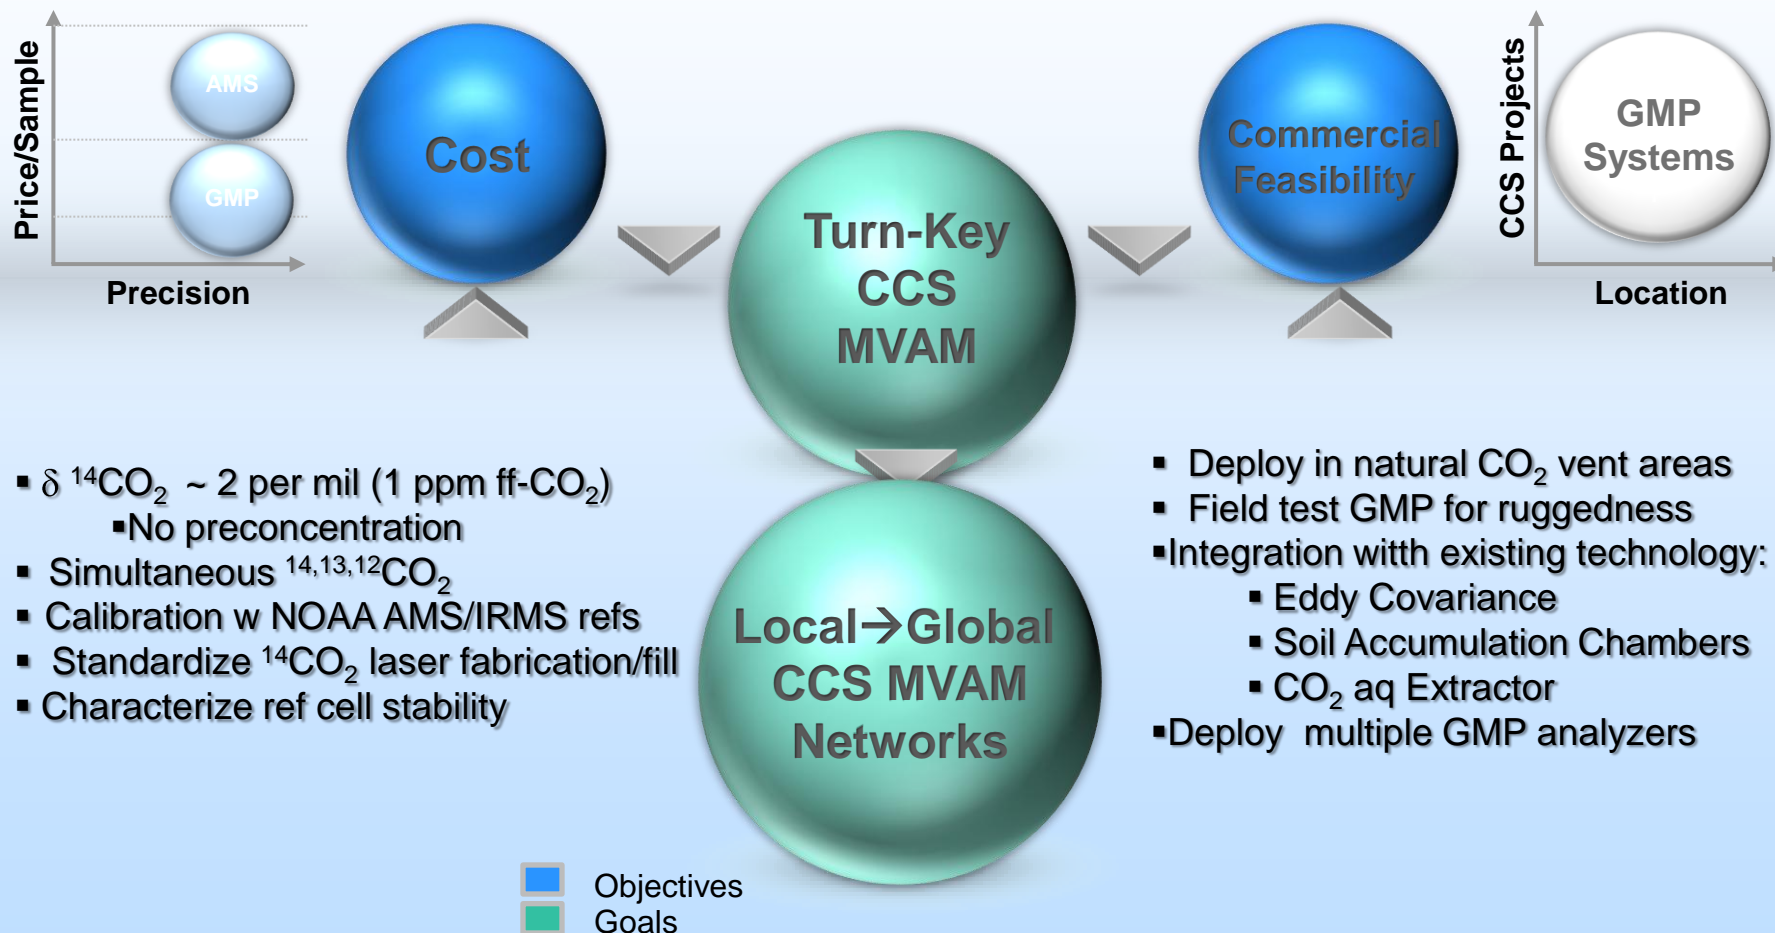 Price/Sample
AMS
GMP
Precision
Cost
Turn-Key
CCS
MVAM
Commercial
Feasibility
CCS Projects
GMP
Systems
Location
▪ δ ¹⁴CO₂ ~ 2 per mil (1 ppm ff-CO₂)
▪No preconcentration
▪ Simultaneous ¹⁴,¹³,¹²CO₂
▪ Calibration w NOAA AMS/IRMS refs
▪ Standardize ¹⁴CO₂ laser fabrication/fill
▪ Characterize ref cell stability
Local→Global
CCS MVAM
Networks
▪ Deploy in natural CO₂ vent areas
▪ Field test GMP for ruggedness
▪Integration witth existing technology:
▪ Eddy Covariance
▪ Soil Accumulation Chambers
▪ CO₂ aq Extractor
▪Deploy multiple GMP analyzers
Objectives
Goals